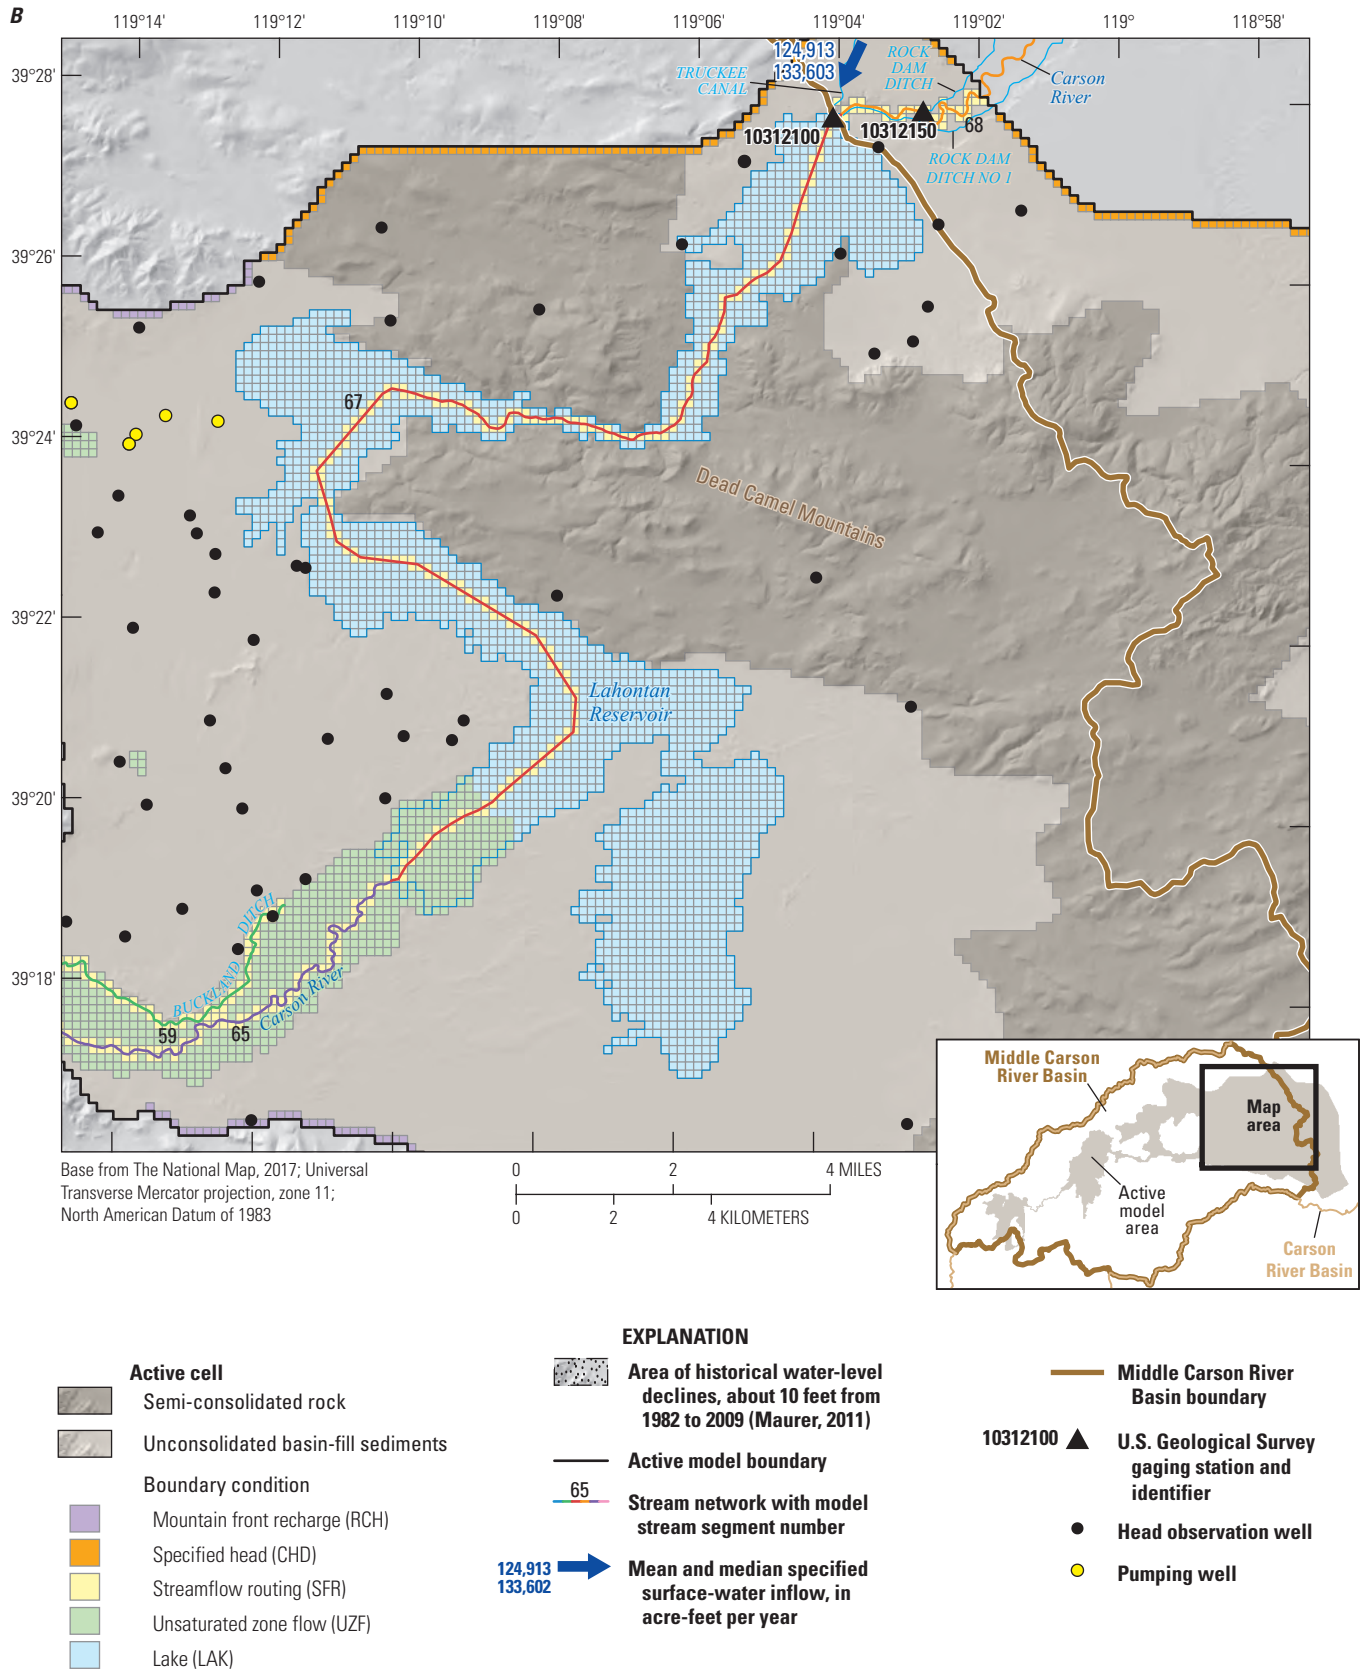 B
119°14' 119°12' 119°10' 119°08' 119°06' 119°04' 119°02' 119° 118°58'
39°28'
39°26'
39°24'
39°22'
39°20'
39°18'
124,913
133,603
TRUCKEE
CANAL
ROCK
DAM
DITCH
Carson
River
10312100
10312150
68
ROCK DAM
DITCH NO 1
67
Dead Camel Mountains
Lahontan
Reservoir
BUCKLAND DITCH
Carson River
59
65
Base from The National Map, 2017; Universal
Transverse Mercator projection, zone 11;
North American Datum of 1983
0 2 4 MILES
0 2 4 KILOMETERS
Middle Carson
River Basin
Map
area
Active
model
area
Carson
River Basin
EXPLANATION
Active cell
Semi-consolidated rock
Unconsolidated basin-fill sediments
Boundary condition
Mountain front recharge (RCH)
Specified head (CHD)
Streamflow routing (SFR)
Unsaturated zone flow (UZF)
Lake (LAK)
Area of historical water-level
declines, about 10 feet from
1982 to 2009 (Maurer, 2011)
Active model boundary
65
Stream network with model
stream segment number
124,913
133,602
Mean and median specified
surface-water inflow, in
acre-feet per year
Middle Carson River
Basin boundary
10312100
U.S. Geological Survey
gaging station and
identifier
Head observation well
Pumping well